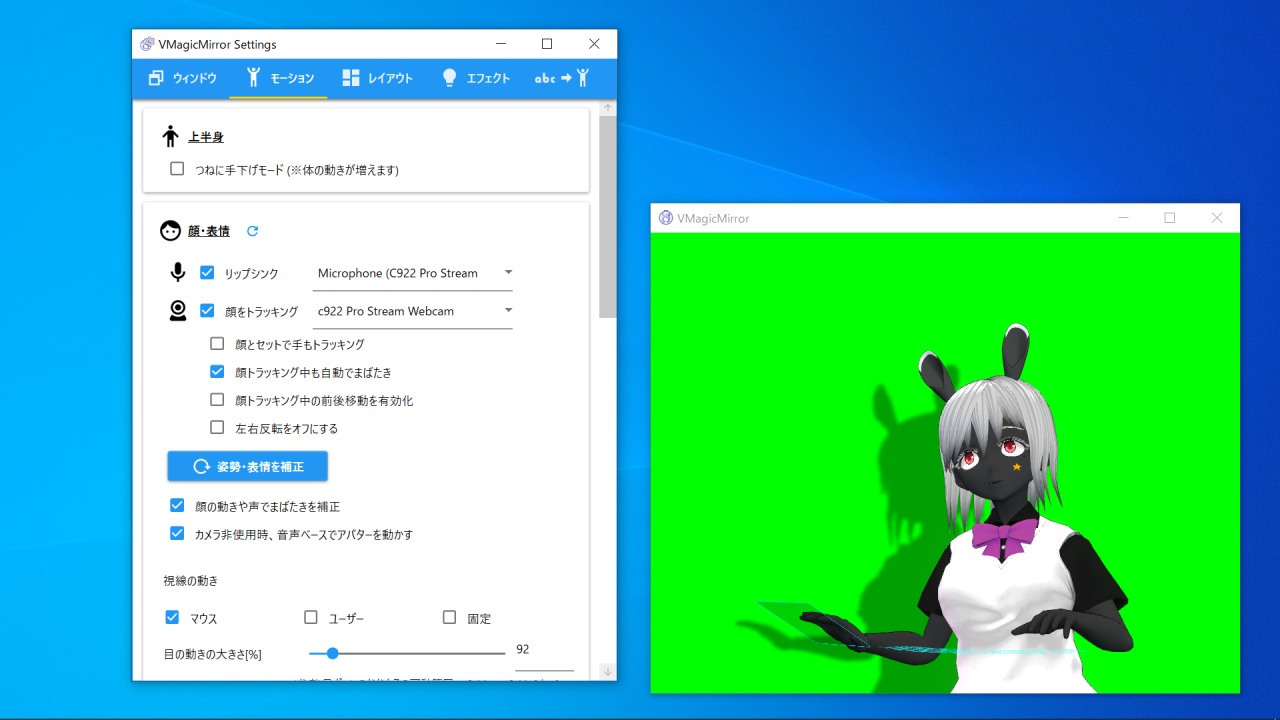 VMagicMirror Settings
ウィンドウ
モーション
レイアウト
エフェクト
abc
上半身
つねに手下げモード (※体の動きが増えます)
顔・表情
リップシンク
Microphone (C922 Pro Stream
顔をトラッキング
c922 Pro Stream Webcam
顔とセットで手もトラッキング
顔トラッキング中も自動でまばたき
顔トラッキング中の前後移動を有効化
左右反転をオフにする
姿勢・表情を補正
顔の動きや声でまばたきを補正
カメラ非使用時、音声ベースでアバターを動かす
視線の動き
マウス
ユーザー
固定
目の動きの大きさ[%]
92
VMagicMirror